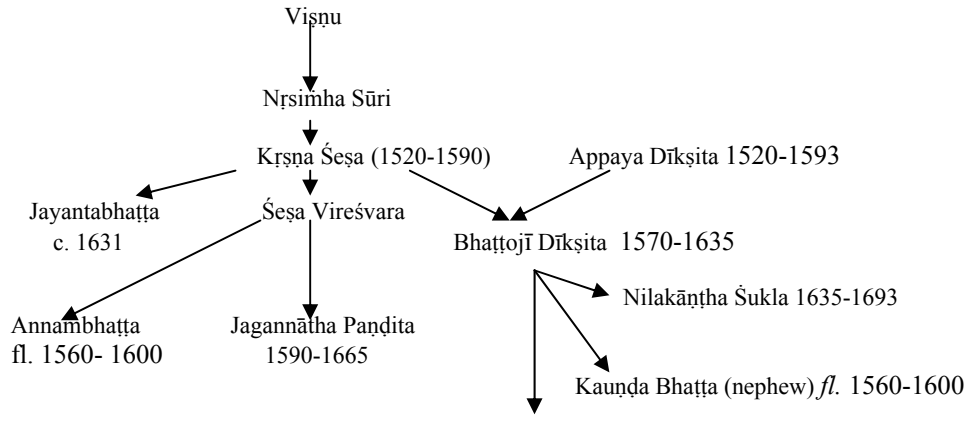 Viṣṇu
Nṛsiṁha Sūri
Kṛṣṇa Śeṣa (1520-1590)
Appaya Dīkṣita 1520-1593
Jayantabhaṭṭa
c. 1631
Śeṣa Vireśvara
Bhaṭṭojī Dīkṣita 1570-1635
Nilakāṇṭha Śukla 1635-1693
Annambhaṭṭa
fl. 1560- 1600
Jagannātha Paṇḍita
1590-1665
Kauṇḍa Bhaṭṭa (nephew) fl. 1560-1600